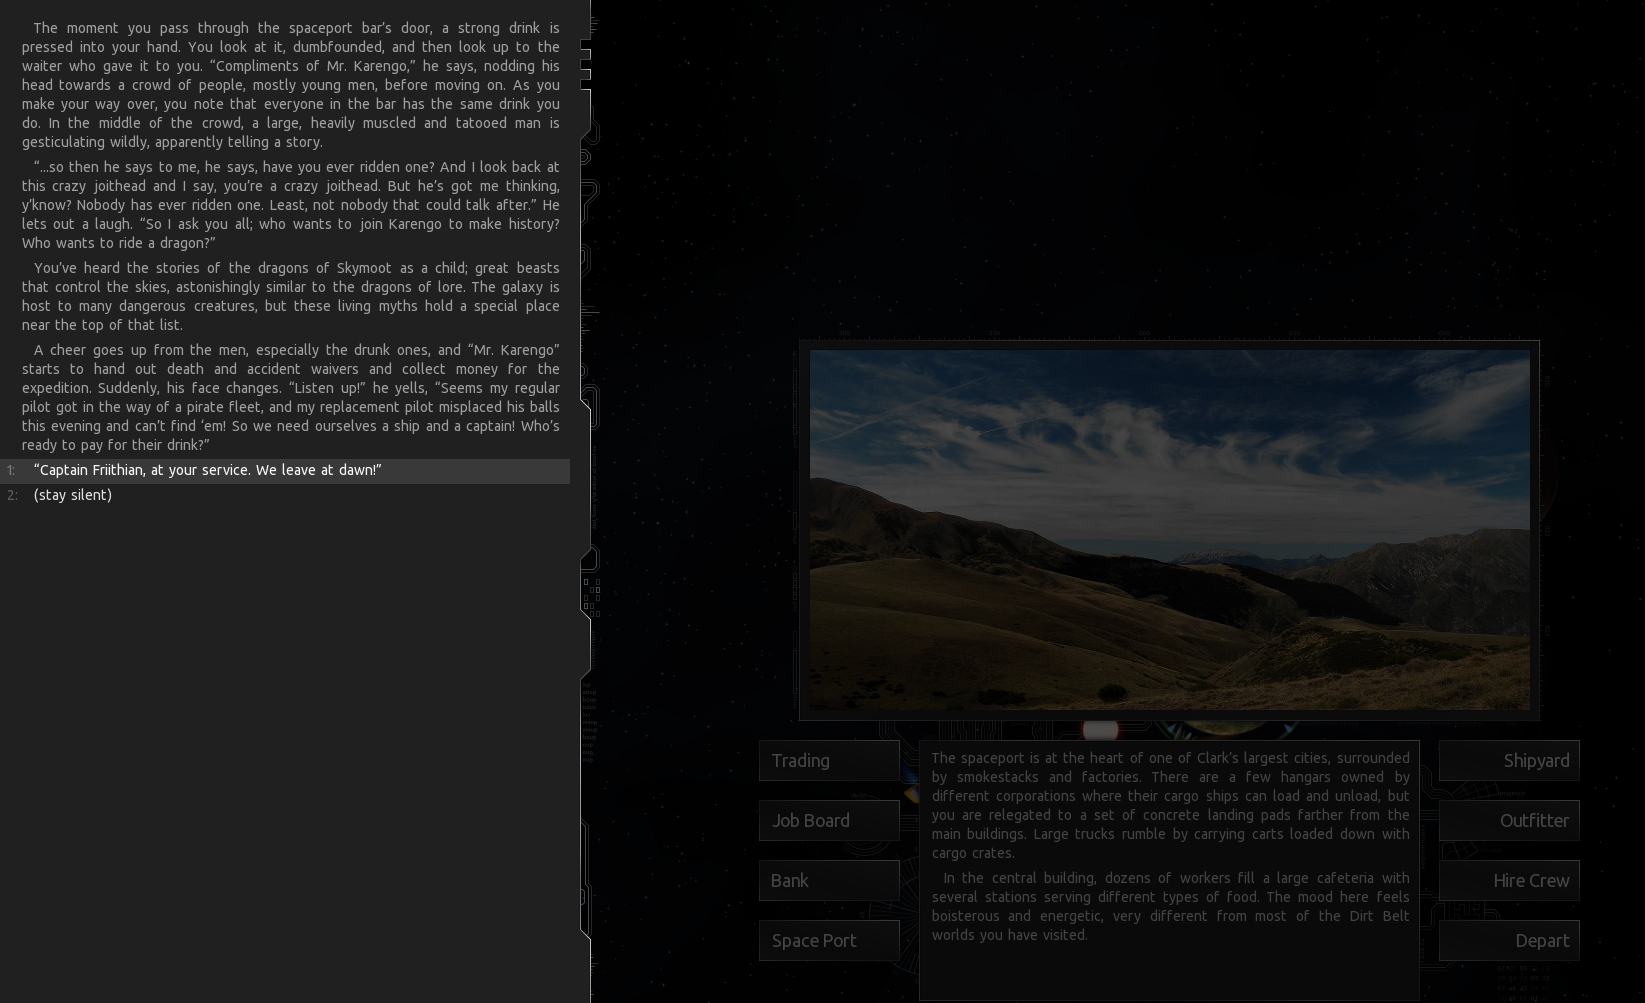 The moment you pass through the spaceport bar’s door, a strong drink is
pressed into your hand. You look at it, dumbfounded, and then look up to the
waiter who gave it to you. “Compliments of Mr. Karengo,” he says, nodding his
head towards a crowd of people, mostly young men, before moving on. As you
make your way over, you note that everyone in the bar has the same drink you
do. In the middle of the crowd, a large, heavily muscled and tatooed man is
gesticulating wildly, apparently telling a story.
“...so then he says to me, he says, have you ever ridden one? And I look back at
this crazy joithead and I say, you’re a crazy joithead. But he’s got me thinking,
y’know? Nobody has ever ridden one. Least, not nobody that could talk after.” He
lets out a laugh. “So I ask you all; who wants to join Karengo to make history?
Who wants to ride a dragon?”
You’ve heard the stories of the dragons of Skymoot as a child; great beasts
that control the skies, astonishingly similar to the dragons of lore. The galaxy is
host to many dangerous creatures, but these living myths hold a special place
near the top of that list.
A cheer goes up from the men, especially the drunk ones, and “Mr. Karengo”
starts to hand out death and accident waivers and collect money for the
expedition. Suddenly, his face changes. “Listen up!” he yells, “Seems my regular
pilot got in the way of a pirate fleet, and my replacement pilot misplaced his balls
this evening and can’t find ‘em! So we need ourselves a ship and a captain! Who’s
ready to pay for their drink?”
1: “Captain Friithian, at your service. We leave at dawn!”
2: (stay silent)
Trading
Job Board
Bank
Space Port
The spaceport is at the heart of one of Clark’s largest cities, surrounded
by smokestacks and factories. There are a few hangars owned by
different corporations where their cargo ships can load and unload, but
you are relegated to a set of concrete landing pads farther from the
main buildings. Large trucks rumble by carrying carts loaded down with
cargo crates.
In the central building, dozens of workers fill a large cafeteria with
several stations serving different types of food. The mood here feels
boisterous and energetic, very different from most of the Dirt Belt
worlds you have visited.
Shipyard
Outfitter
Hire Crew
Depart